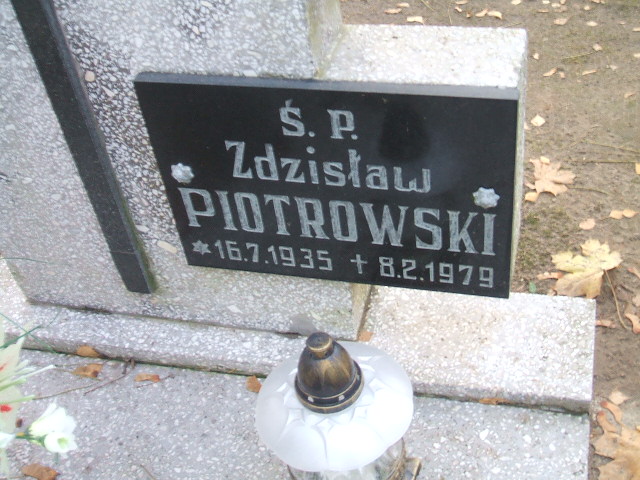 Ś. P.
Zdzisław
PIOTROWSKI
* 16.7.1935 + 8.2.1979